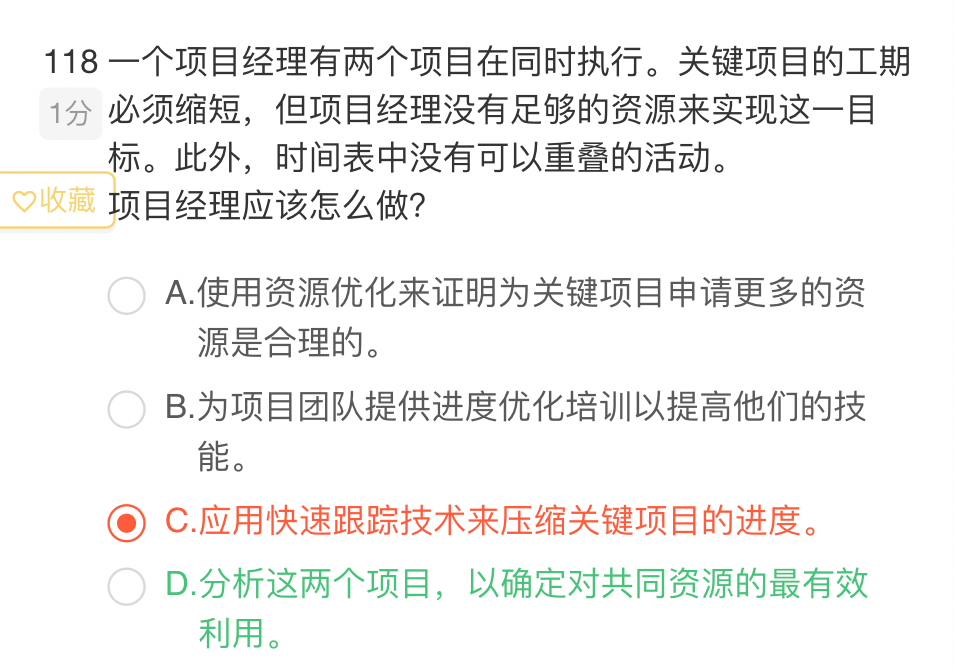 118 一个项目经理有两个项目在同时执行。关键项目的工期
1分 必须缩短，但项目经理没有足够的资源来实现这一目
标。此外，时间表中没有可以重叠的活动。
收藏 项目经理应该怎么做?
A.使用资源优化来证明为关键项目申请更多的资
源是合理的。
B.为项目团队提供进度优化培训以提高他们的技
能。
C.应用快速跟踪技术来压缩关键项目的进度。
D.分析这两个项目，以确定对共同资源的最有效
利用。